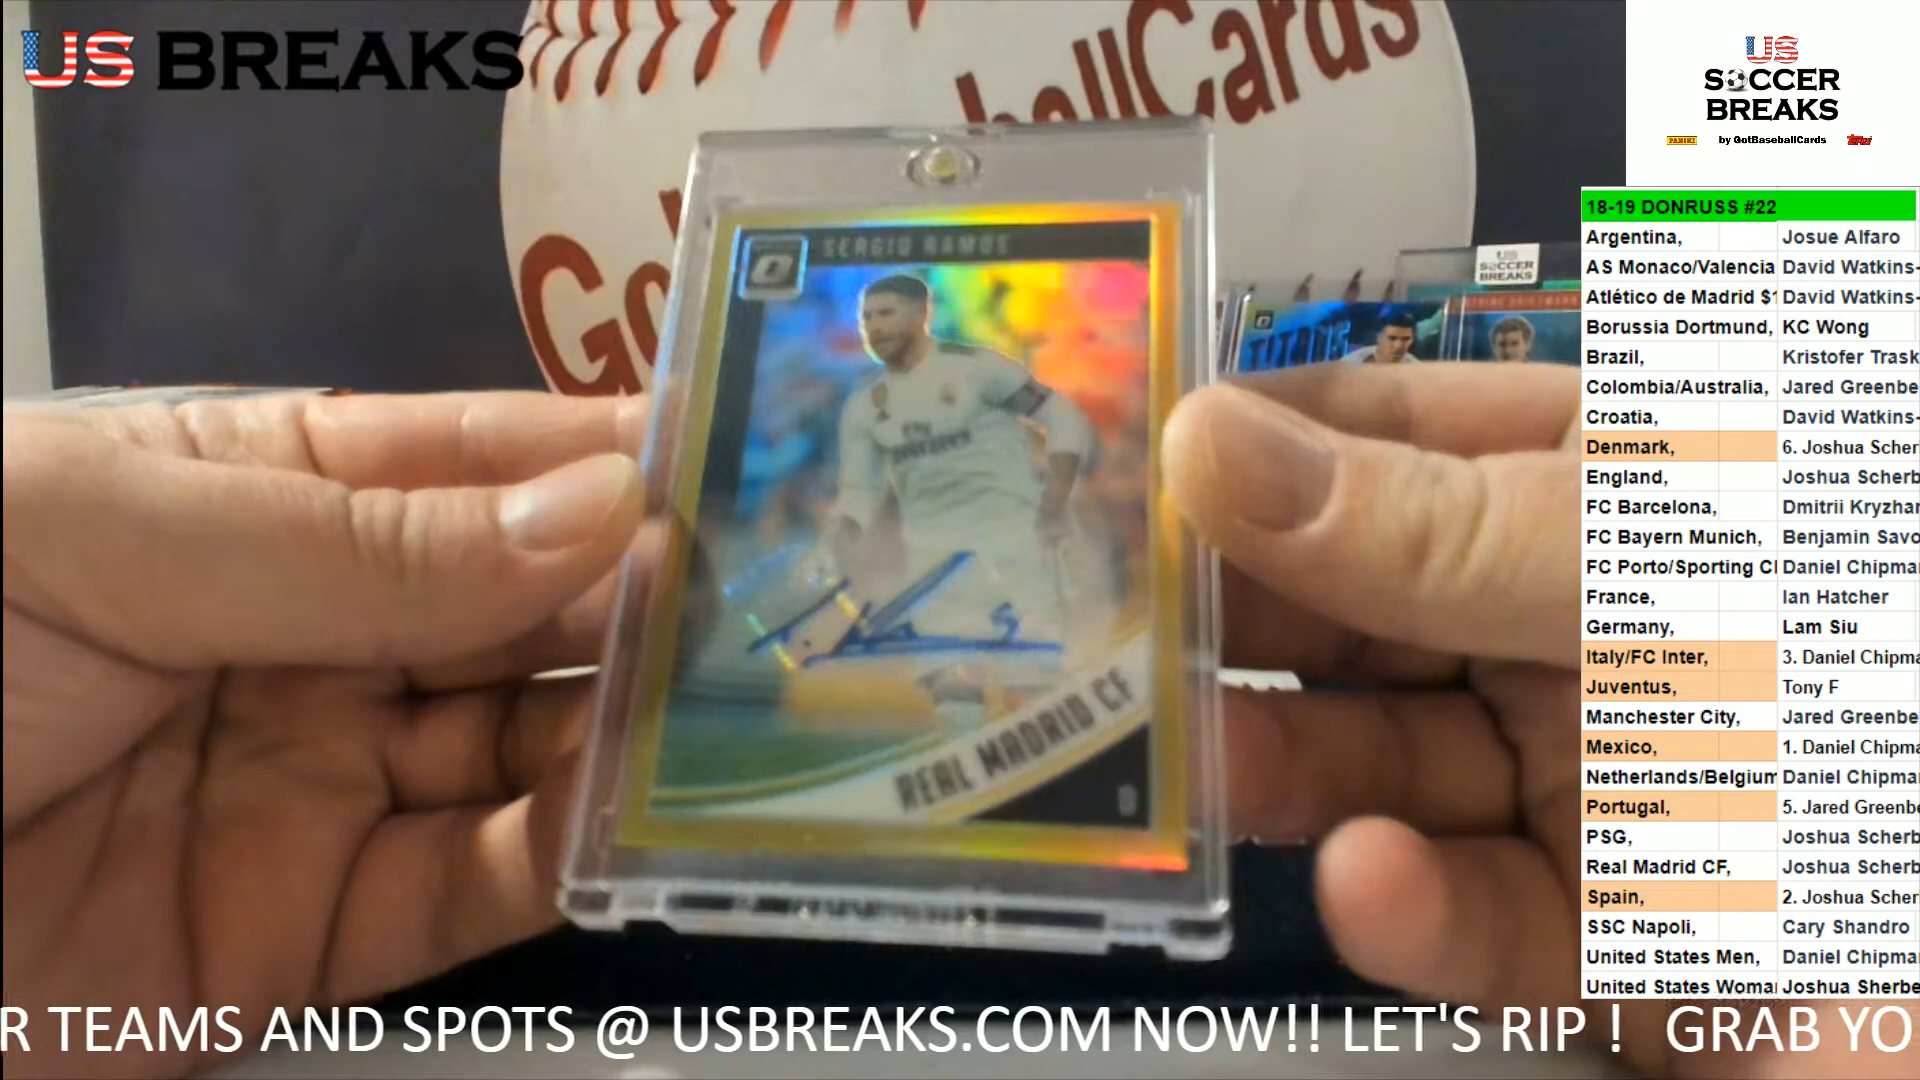 US BREAKS
ballCards
Go
US
SOCCER
BREAKS
PANINI by GotBaseballCards Topps
SERGIO RAMOS
Fly
Emirates
REAL MADRID CF
D
US
SOCCER
BREAKS
18-19 DONRUSS #22
Argentina, Josue Alfaro
AS Monaco/Valencia David Watkins-
Atlético de Madrid $1 David Watkins-
Borussia Dortmund, KC Wong
Brazil, Kristofer Trask
Colombia/Australia, Jared Greenbe
Croatia, David Watkins-
Denmark, 6. Joshua Scher
England, Joshua Scherb
FC Barcelona, Dmitrii Kryzhan
FC Bayern Munich, Benjamin Savo
FC Porto/Sporting Cl Daniel Chipma
France, Ian Hatcher
Germany, Lam Siu
Italy/FC Inter, 3. Daniel Chipma
Juventus, Tony F
Manchester City, Jared Greenbe
Mexico, 1. Daniel Chipma
Netherlands/Belgium Daniel Chipma
Portugal, 5. Jared Greenbe
PSG, Joshua Scherb
Real Madrid CF, Joshua Scherb
Spain, 2. Joshua Scher
SSC Napoli, Cary Shandro
United States Men, Daniel Chipma
United States Woma Joshua Sherbe
R TEAMS AND SPOTS @ USBREAKS.COM NOW!! LET'S RIP ! GRAB YO